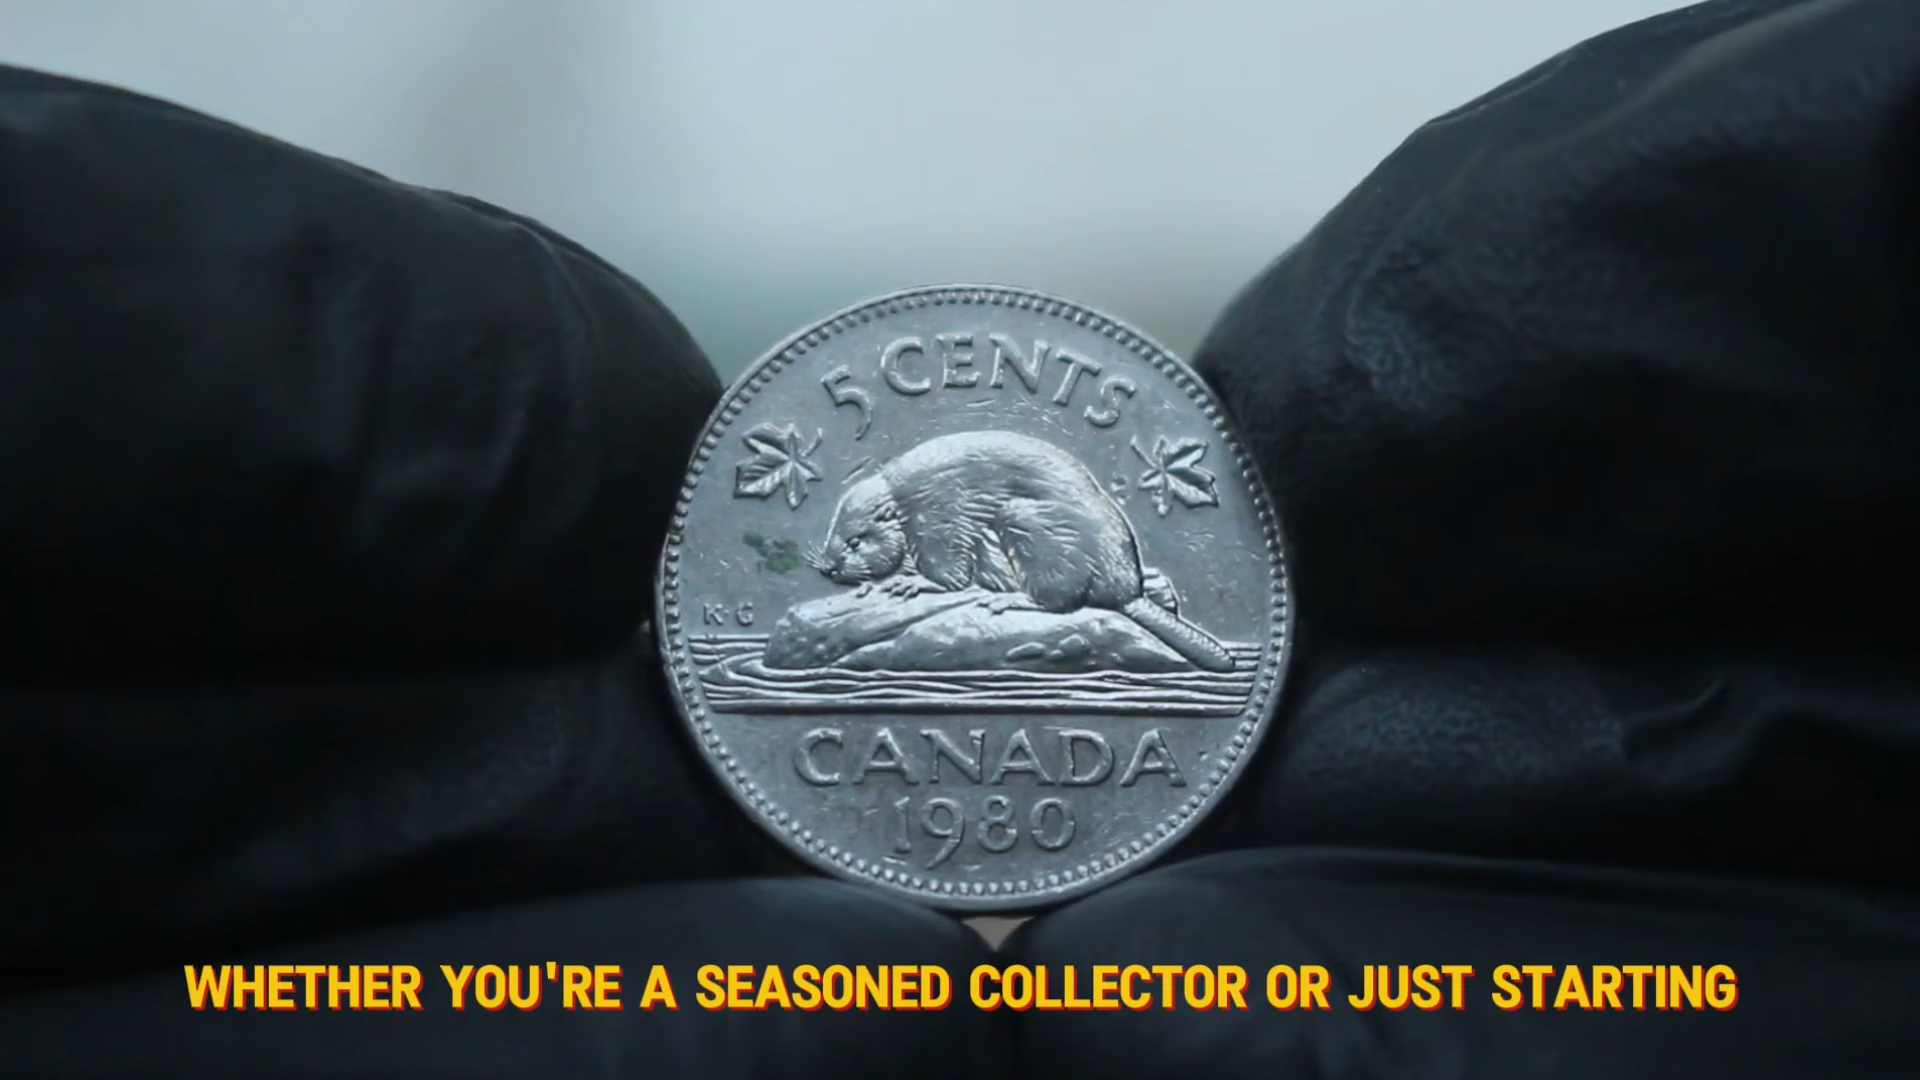 5 CENTS
K·G
CANADA
1980
WHETHER YOU'RE A SEASONED COLLECTOR OR JUST STARTING